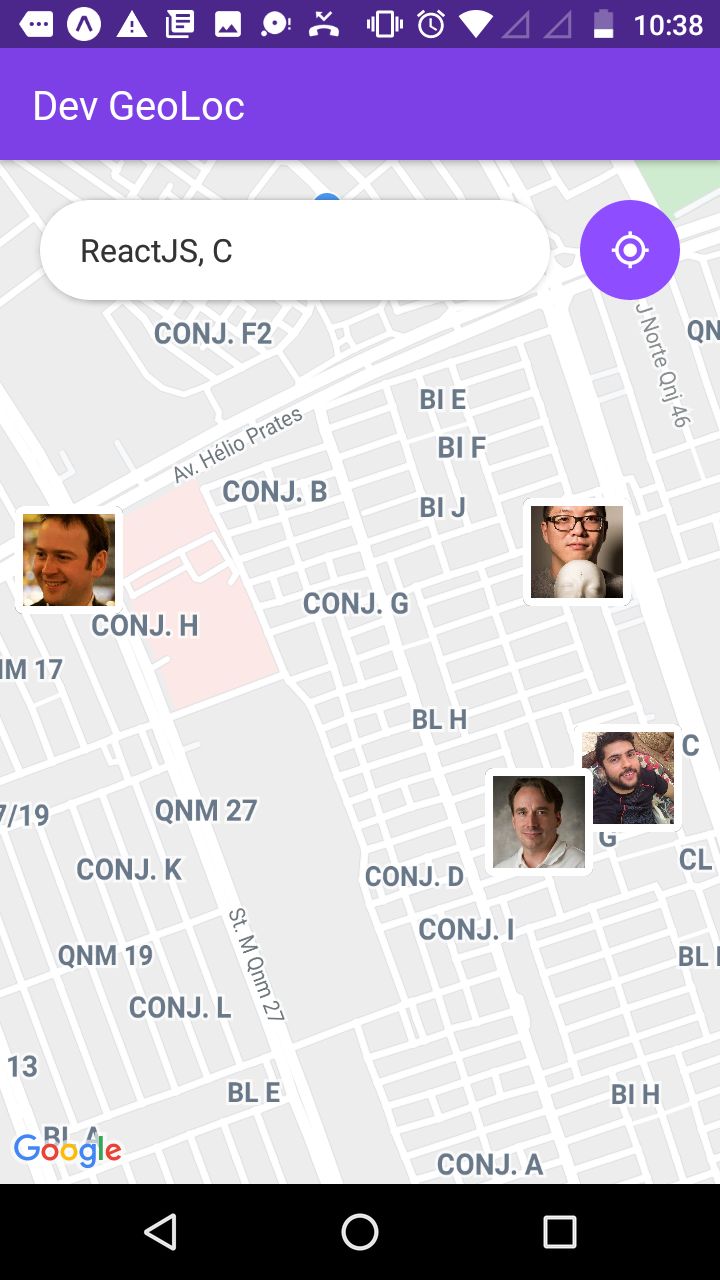 10:38
Dev GeoLoc
ReactJS, C
CONJ. F2
J Norte Qnj 46
QN
BI E
Av. Hélio Prates
BI F
CONJ. B
BI J
CONJ. G
CONJ. H
IM 17
BL H
C
QNM 27
7/19
G
CL
CONJ. K
CONJ. D
CONJ. I
St. M Qnm 27
QNM 19
BL
CONJ. L
13
BL E
BI H
BL A
Google
CONJ. A